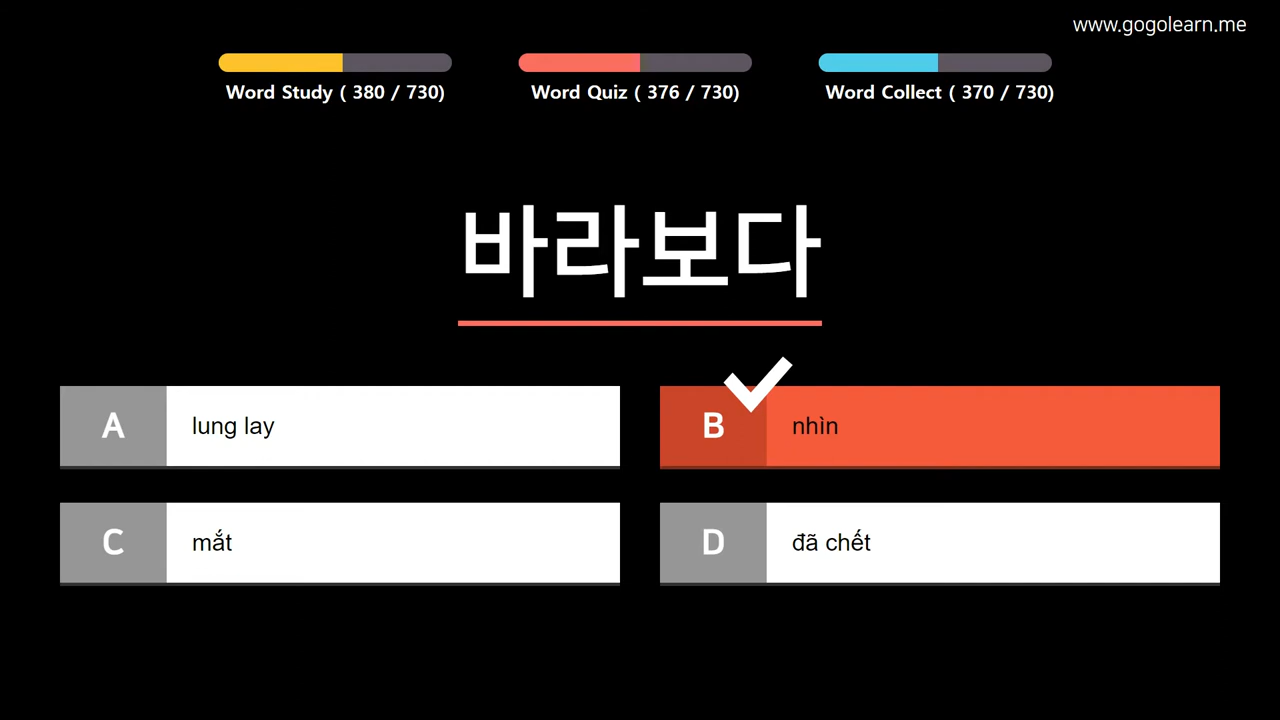 www.gogolearn.me
Word Study ( 380 / 730)
Word Quiz ( 376 / 730)
Word Collect ( 370 / 730)
바라보다
A lung lay
B nhìn
C mắt
D đã chết